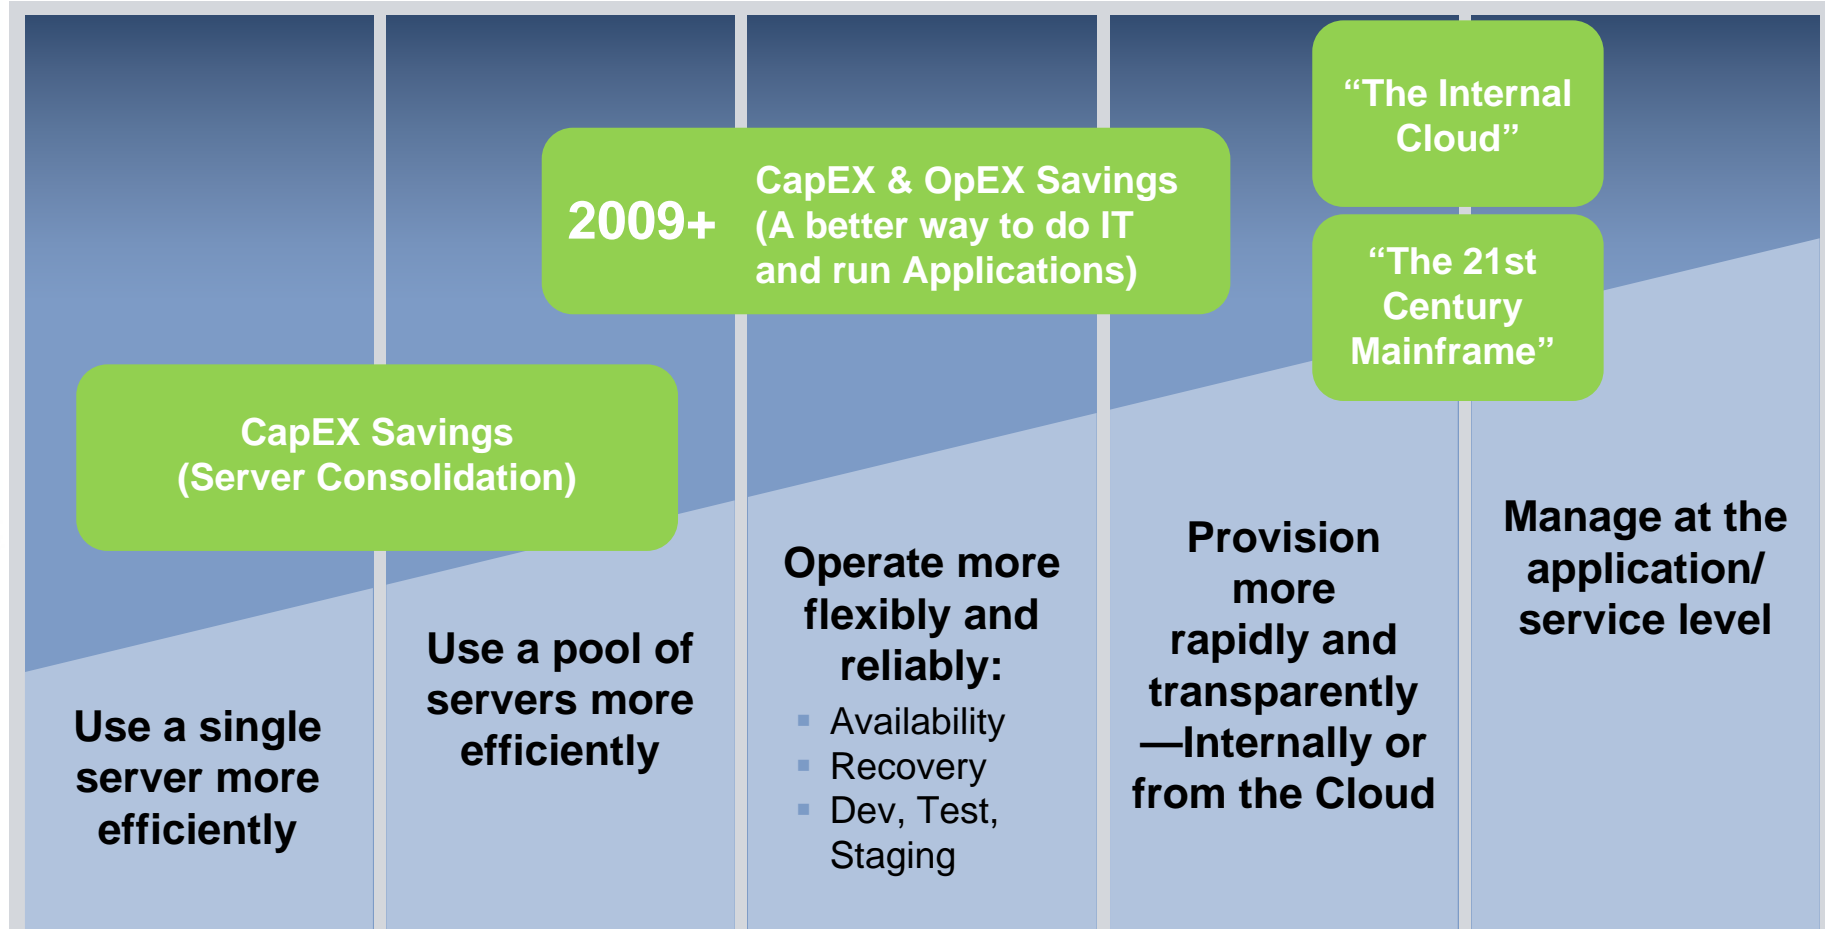 “The Internal
Cloud”
2009+
CapEX & OpEX Savings
(A better way to do IT
and run Applications)
“The 21st
Century
Mainframe”
CapEX Savings
(Server Consolidation)
Use a single
server more
efficiently
Use a pool of
servers more
efficiently
Operate more
flexibly and
reliably:
Availability
Recovery
Dev, Test,
Staging
Provision
more
rapidly and
transparently
—Internally or
from the Cloud
Manage at the
application/
service level